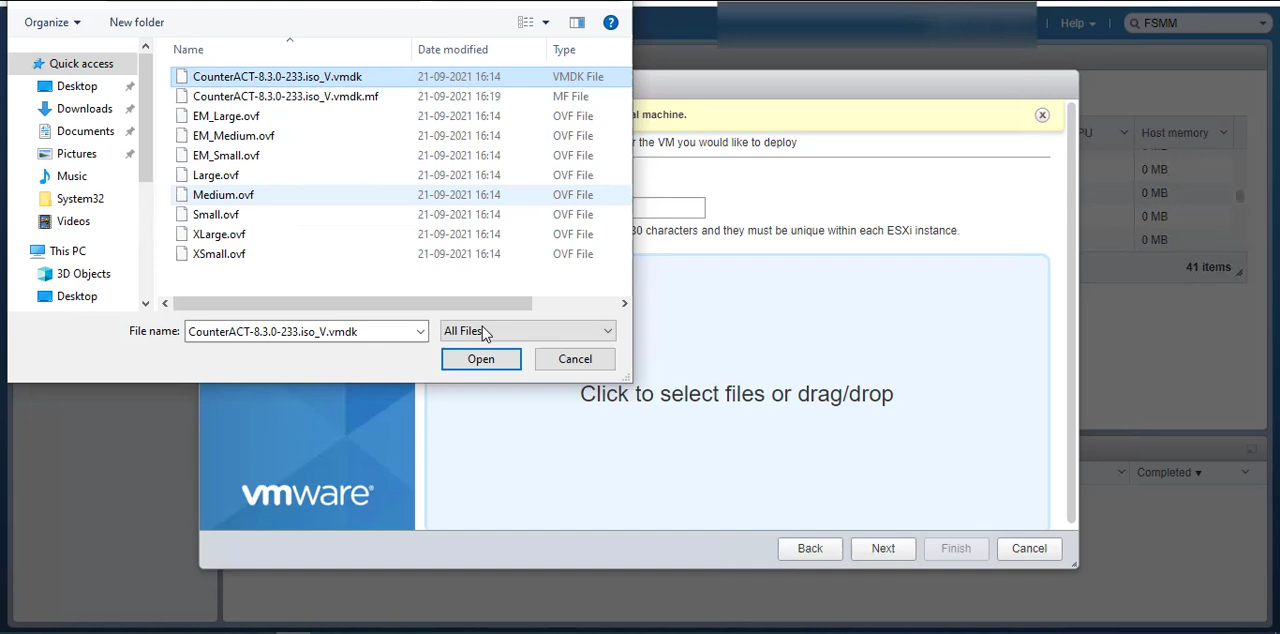 Organize
New folder
Help
FSMM
Name
Date modified
Type
Quick access
CounterACT-8.3.0-233.iso_V.vmdk 21-09-2021 16:14 VMDK File
Desktop
CounterACT-8.3.0-233.iso_V.vmdk.mf 21-09-2021 16:19 MF File
Downloads
EM_Large.ovf 21-09-2021 16:14 OVF File
Documents
EM_Medium.ovf 21-09-2021 16:14 OVF File
Pictures
EM_Small.ovf 21-09-2021 16:14 OVF File
Music
Large.ovf 21-09-2021 16:14 OVF File
System32
Medium.ovf 21-09-2021 16:14 OVF File
Videos
Small.ovf 21-09-2021 16:14 OVF File
XLarge.ovf 21-09-2021 16:14 OVF File
This PC
XSmall.ovf 21-09-2021 16:14 OVF File
3D Objects
Desktop
File name: CounterACT-8.3.0-233.iso_V.vmdk
All Files
Open
Cancel
al machine.
r the VM you would like to deploy
30 characters and they must be unique within each ESXi instance.
Click to select files or drag/drop
vmware
Back
Next
Finish
Cancel
PU
Host memory
0 MB
0 MB
0 MB
0 MB
41 items
Completed